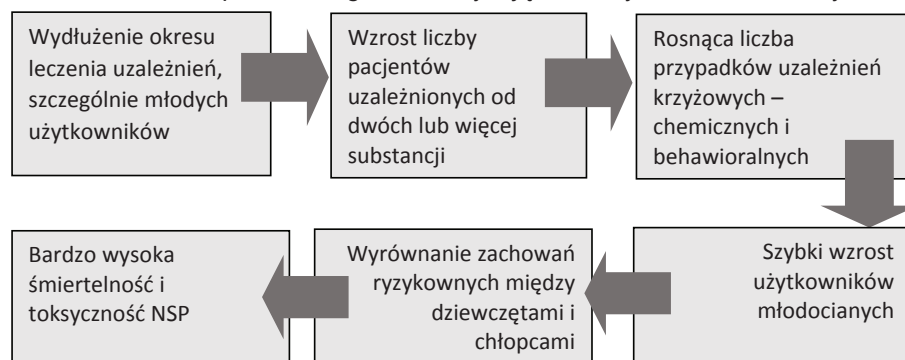 Wydłużenie okresu
leczenia uzależnień,
szczególnie młodych
użytkowników
Wzrost liczby
pacjentów
uzależnionych od
dwóch lub więcej
substancji
Rosnąca liczba
przypadków uzależnień
krzyżowych –
chemicznych i
behawioralnych
Szybki wzrost
użytkowników
młodocianych
Wyrównanie zachowań
ryzykownych między
dziewczętami i
chłopcami
Bardzo wysoka
śmiertelność i
toksyczność NSP